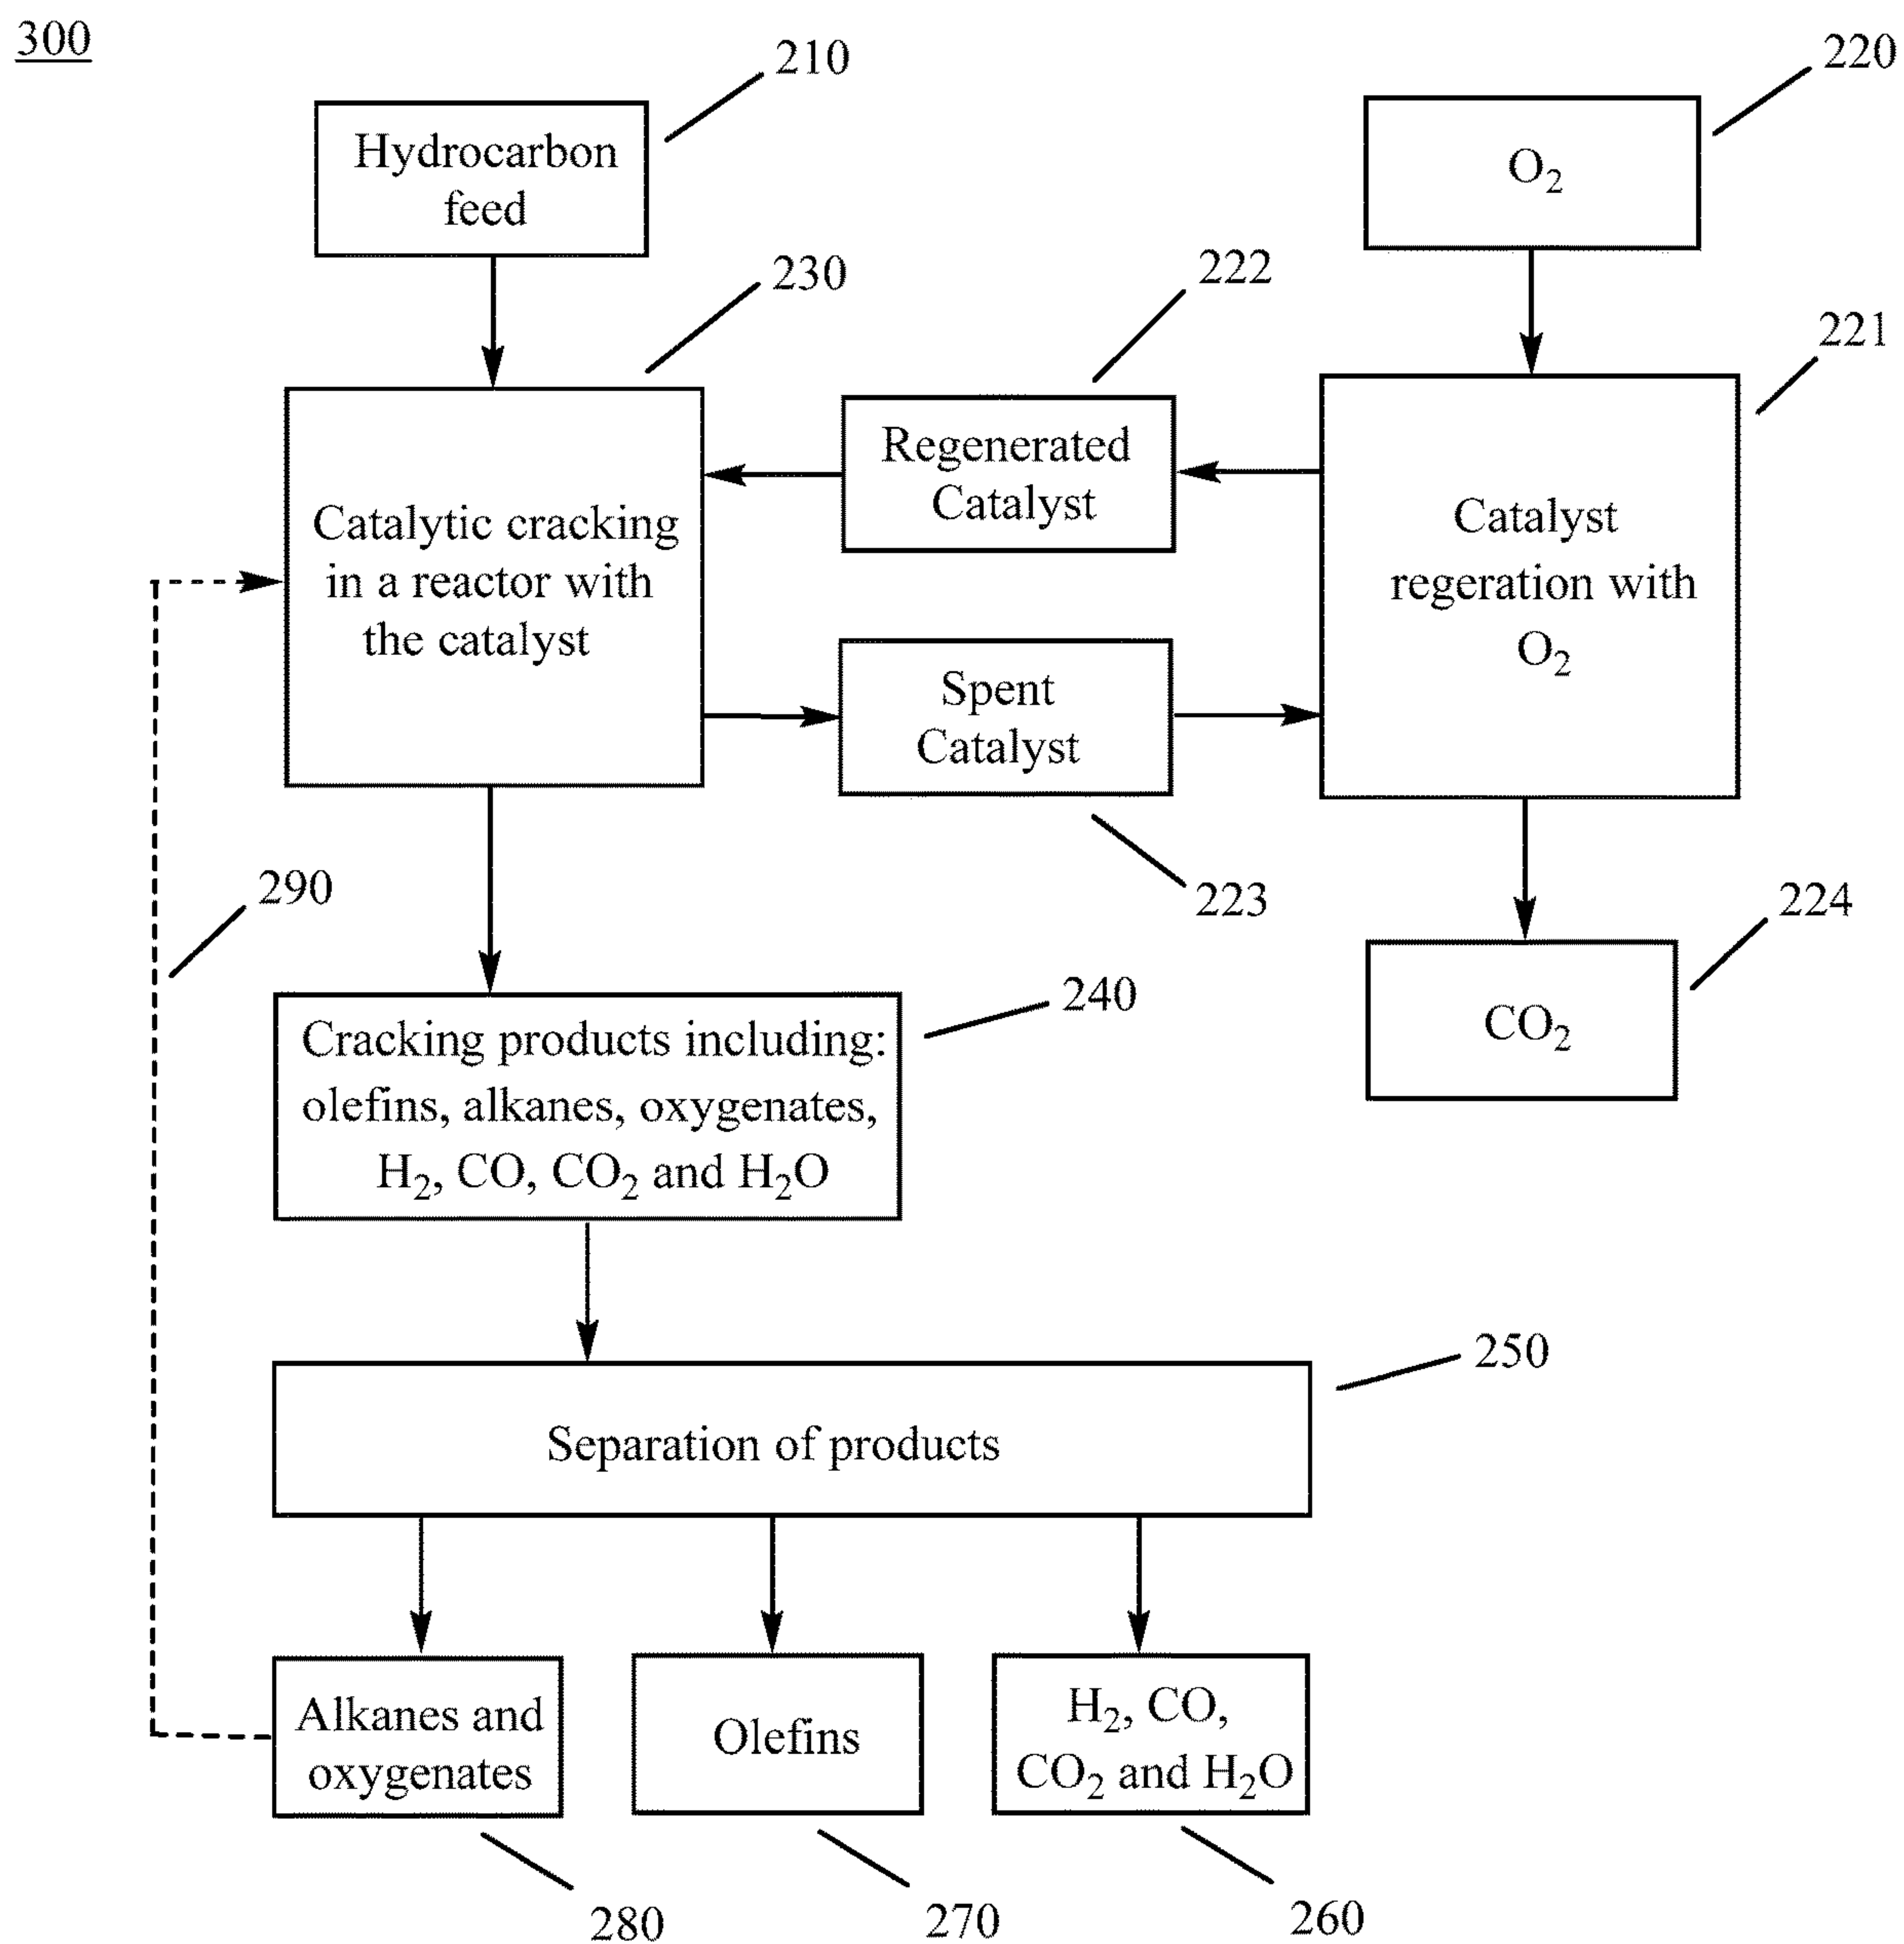 300
210
220
Hydrocarbon
feed
O₂
230
222
221
Regenerated
Catalyst
Catalytic cracking
in a reactor with
the catalyst
Catalyst
regeration with
O₂
Spent
Catalyst
290
223
224
240
Cracking products including:
olefins, alkanes, oxygenates,
H₂, CO, CO₂ and H₂O
CO₂
250
Separation of products
Alkanes and
oxygenates
Olefins
H₂, CO,
CO₂ and H₂O
280
270
260